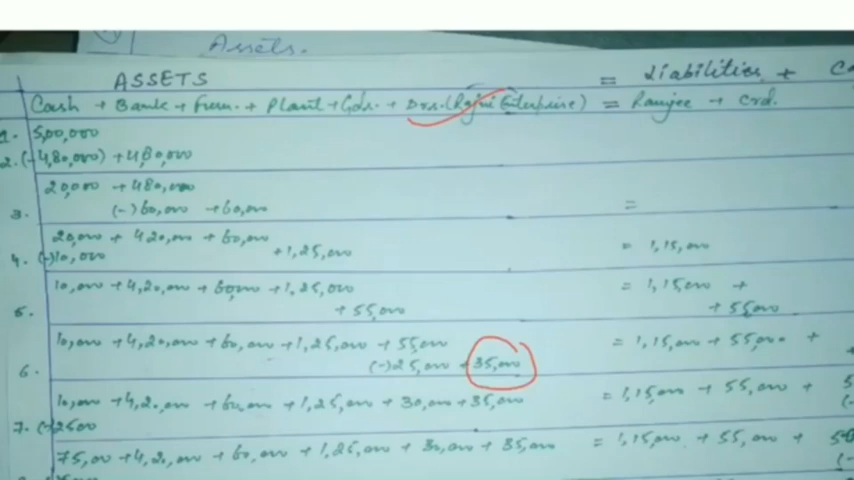 Assets.
ASSETS = Liabilities + Ca
Cash + Bank + Furn. + Plant + Gds. + Drs. (Rajni Enterprise) = Ramjee + Crd.
1. 5,00,000
2. (-4,80,000) + 4,80,000
20,000 + 480,000
3. (-) 60,000 + 60,000 =
20,000 + 420,000 + 60,000
4. (-)10,000 + 1,25,000 = 1,15,000
10,000 + 4,20,000 + 60,000 + 1,25,000 = 1,15,000 +
5. + 55,000 + 55,000
10,000 + 4,20,000 + 60,000 + 1,25,000 + 55,000 = 1,15,000 + 55,000 +
6. (-) 25,000 + 35,000
10,000 + 4,20,000 + 60,000 + 1,25,000 + 30,000 + 35,000 = 1,15,000 + 55,000 + 5
7. (-) 2500
75,00 + 4,20,000 + 60,000 + 1,25,000 + 30,000 + 35,000 = 1,15,000 + 55,000 +